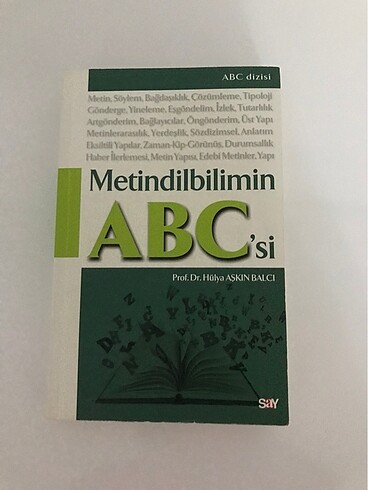 ABC dizisi
Metin, Söylem, Bağdaşıklık, Çözümleme, Tipoloji
Gönderge, Yineleme, Eşgöndelim, İzlek, Tutarlılık
Artgönderim, Bağlayıcılar, Öngönderim, Üst Yapı
Metinlerarasılık, Yerdeşlik, Sözdizimsel, Anlatım
Eksiltili Yapılar, Zaman-Kip-Görünüş, Durumsallık
Haber İlerlemesi, Metin Yapısı, Edebi Metinler, Yapı
Metindilbilimin
ABC'si
Prof. Dr. Hülya AŞKIN BALCI
say